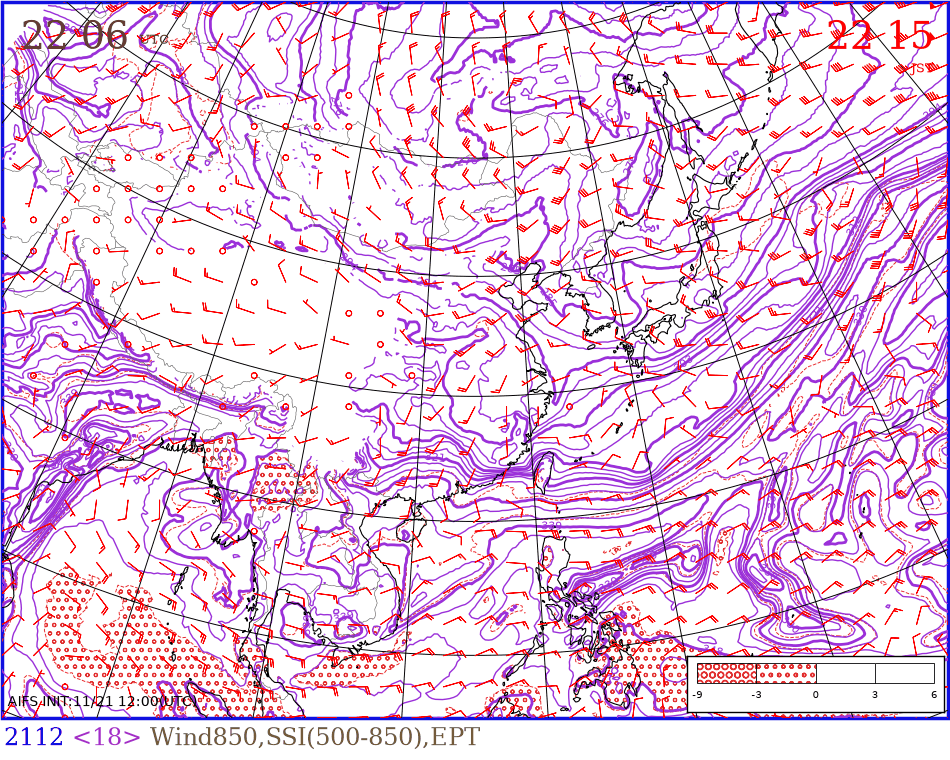 22 06 UTC
22 15
JST
330
-9 -3 0 3 6
AIFS INIT:11/21 12:00(UTC)
2112 <18> Wind850,SSI(500-850),EPT